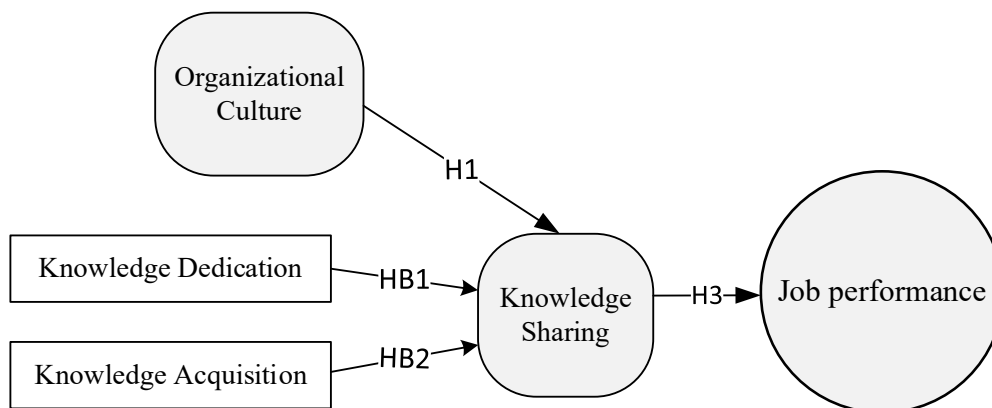 Organizational
Culture
H1
Knowledge Dedication
HB1
Knowledge
Sharing
H3
Job performance
Knowledge Acquisition
HB2